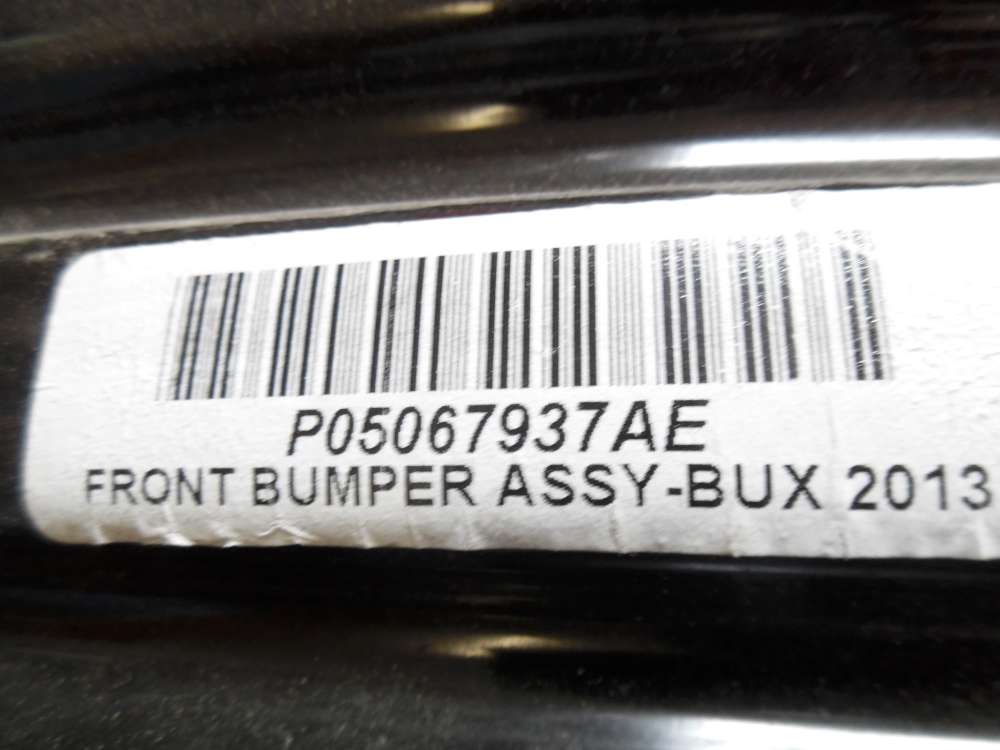 P05067937AE
FRONT BUMPER ASSY-BUX 2013